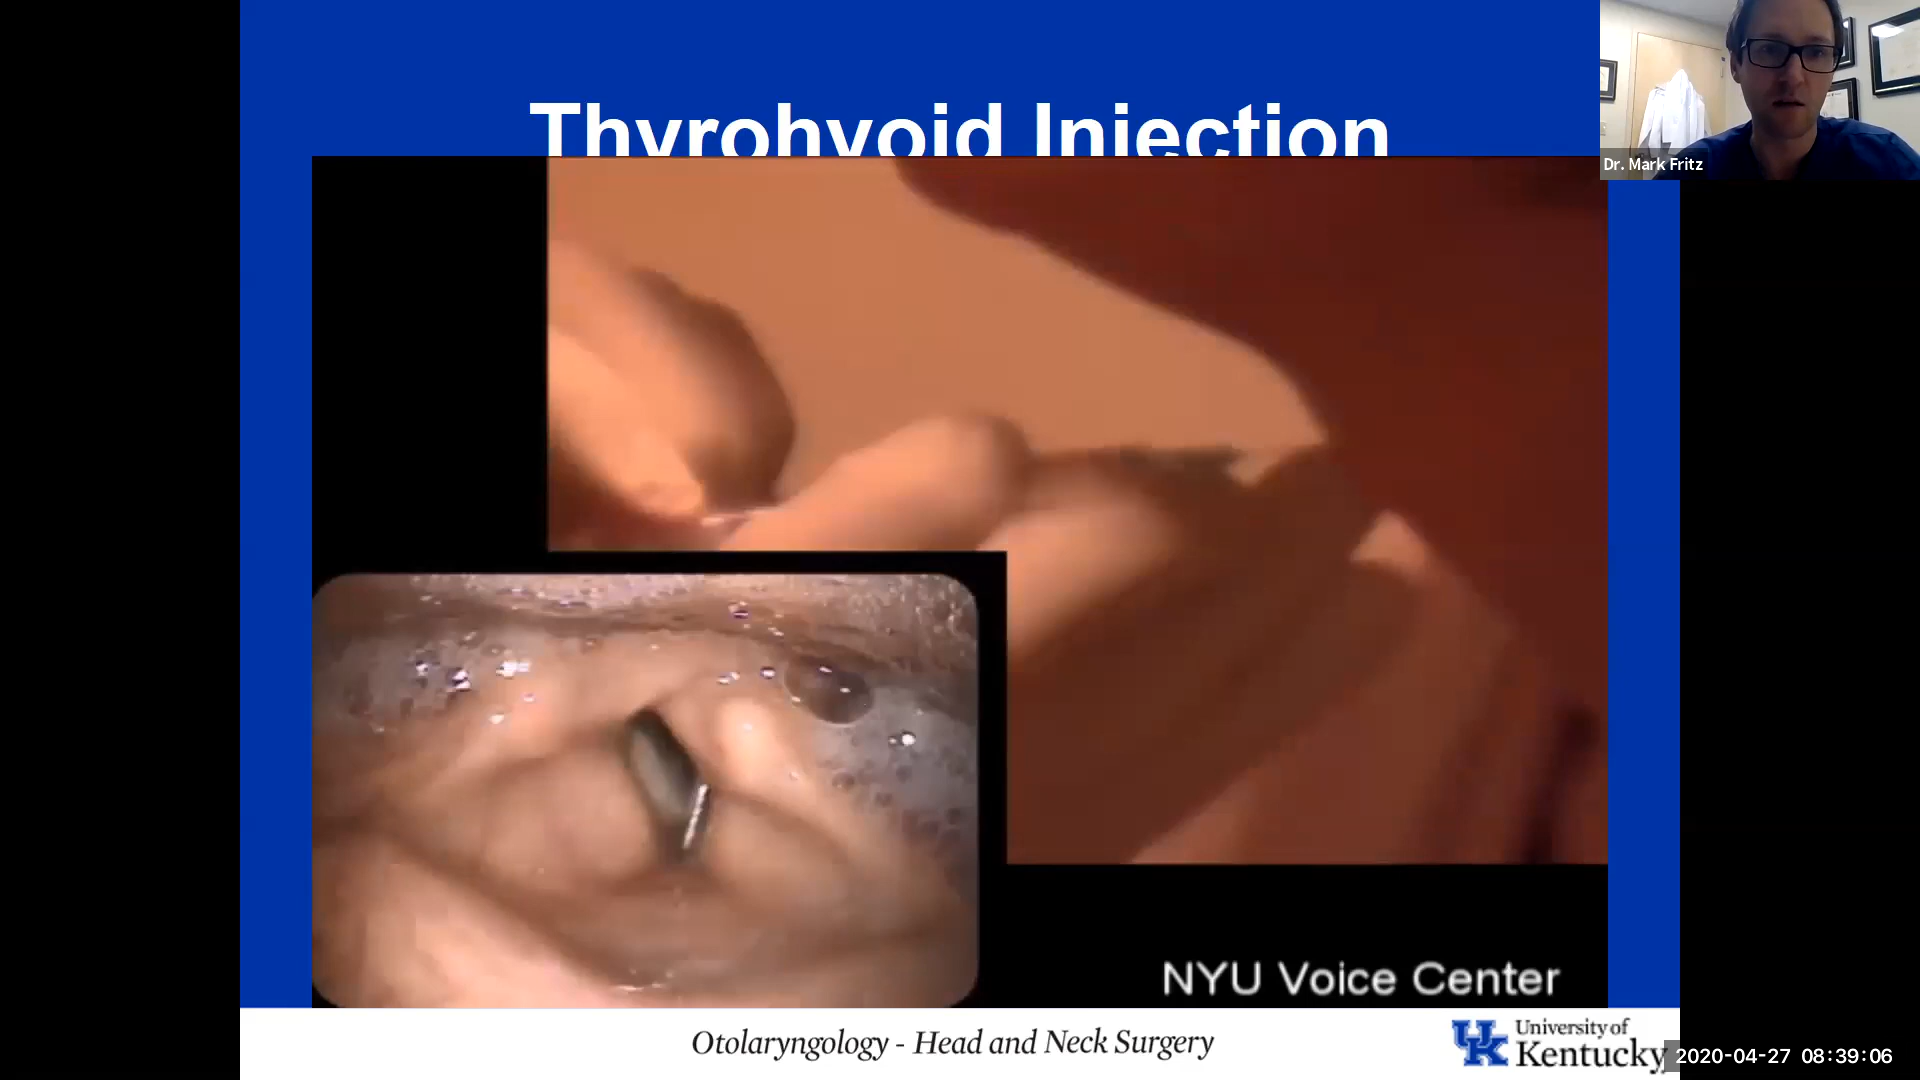 Thyrohyoid Injection
Dr. Mark Fritz
NYU Voice Center
Otolaryngology - Head and Neck Surgery
UK
University of
Kentucky
2020-04-27 08:39:06